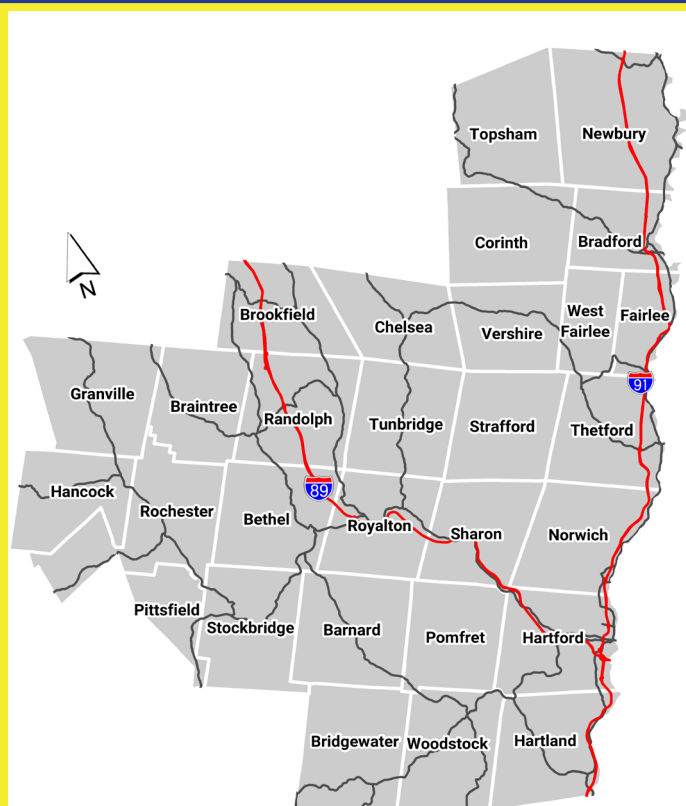 Topsham
Newbury
Corinth
Bradford
N
Brookfield
Chelsea
Vershire
West
Fairlee
Fairlee
Granville
Braintree
Randolph
Tunbridge
Strafford
Thetford
91
Hancock
Rochester
Bethel
89
Royalton
Sharon
Norwich
Pittsfield
Stockbridge
Barnard
Pomfret
Hartford
Bridgewater
Woodstock
Hartland